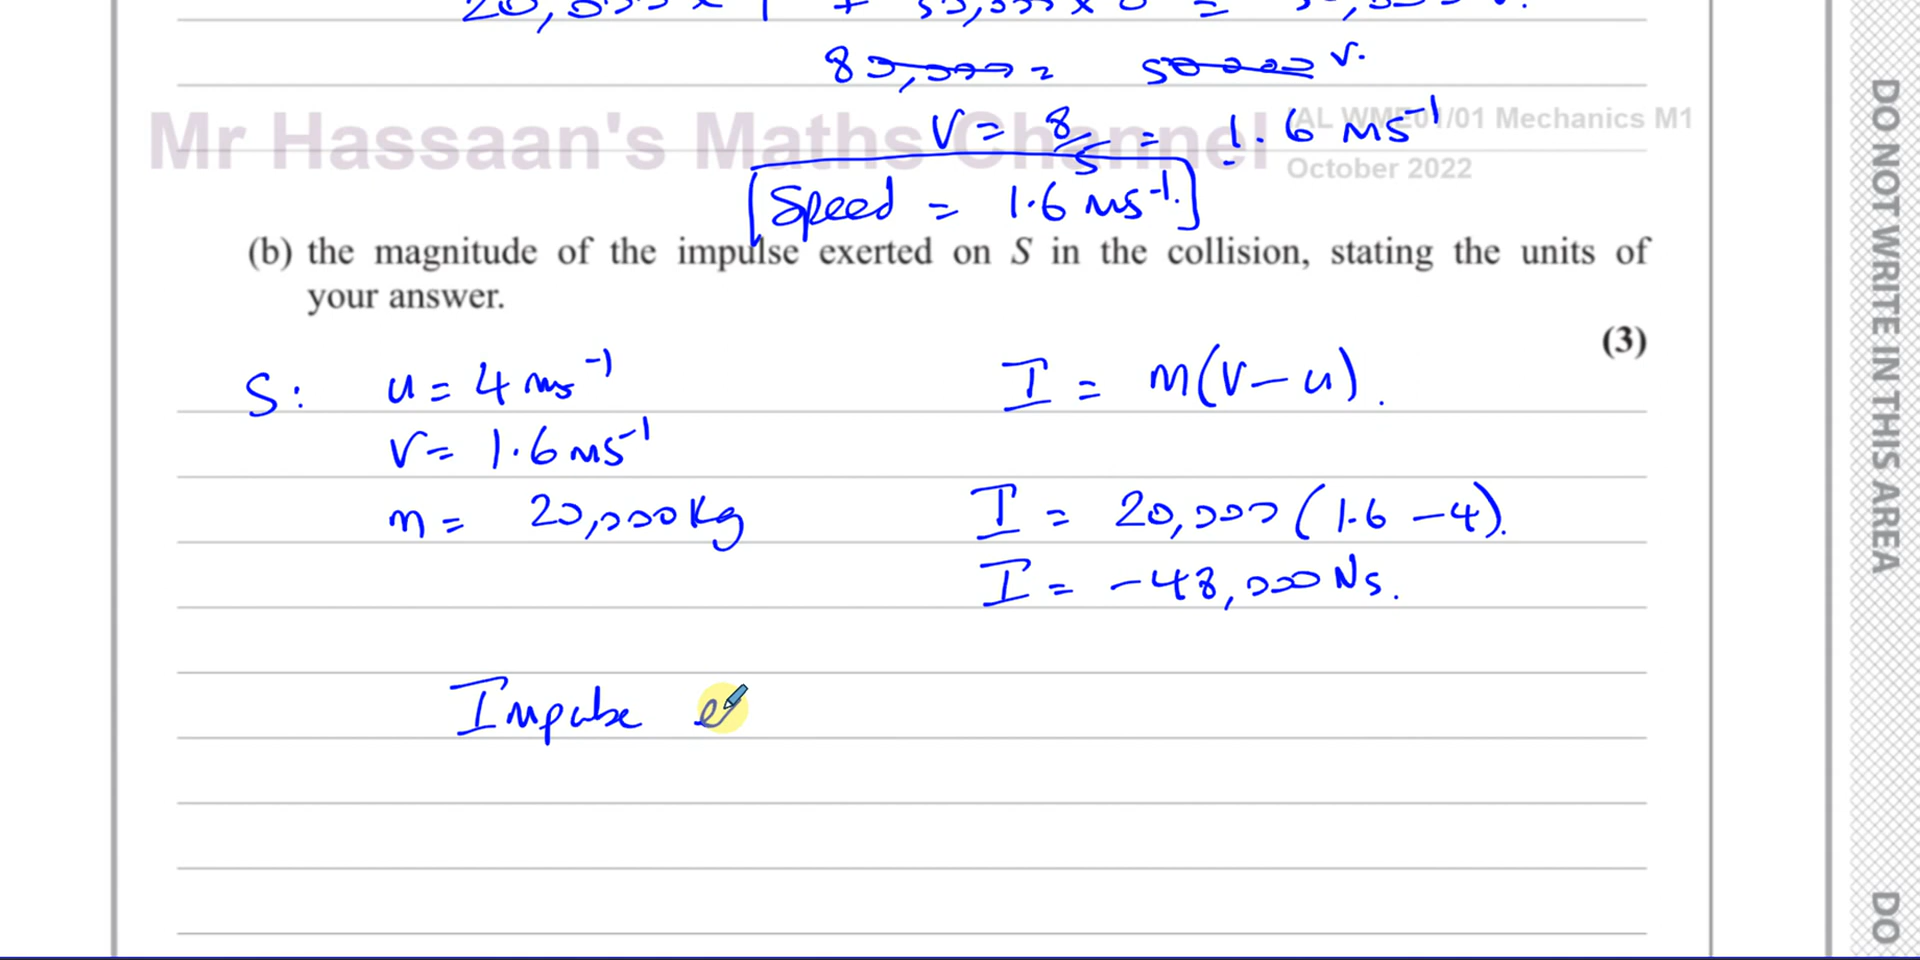 80,000 = 50000 v.
Mr Hassaan's Maths Channel
IAL WME01/01 Mechanics M1
October 2022
V = 8/5 = 1.6 ms⁻¹
Speed = 1.6 ms⁻¹.
(b) the magnitude of the impulse exerted on S in the collision, stating the units of
your answer.
(3)
S: u = 4 ms⁻¹
I = m(v-u).
v = 1.6 ms⁻¹
m = 20,000 kg
I = 20,000 (1.6 - 4).
I = -48,000 Ns.
Impulse e
DO NOT WRITE IN THIS AREA
DO